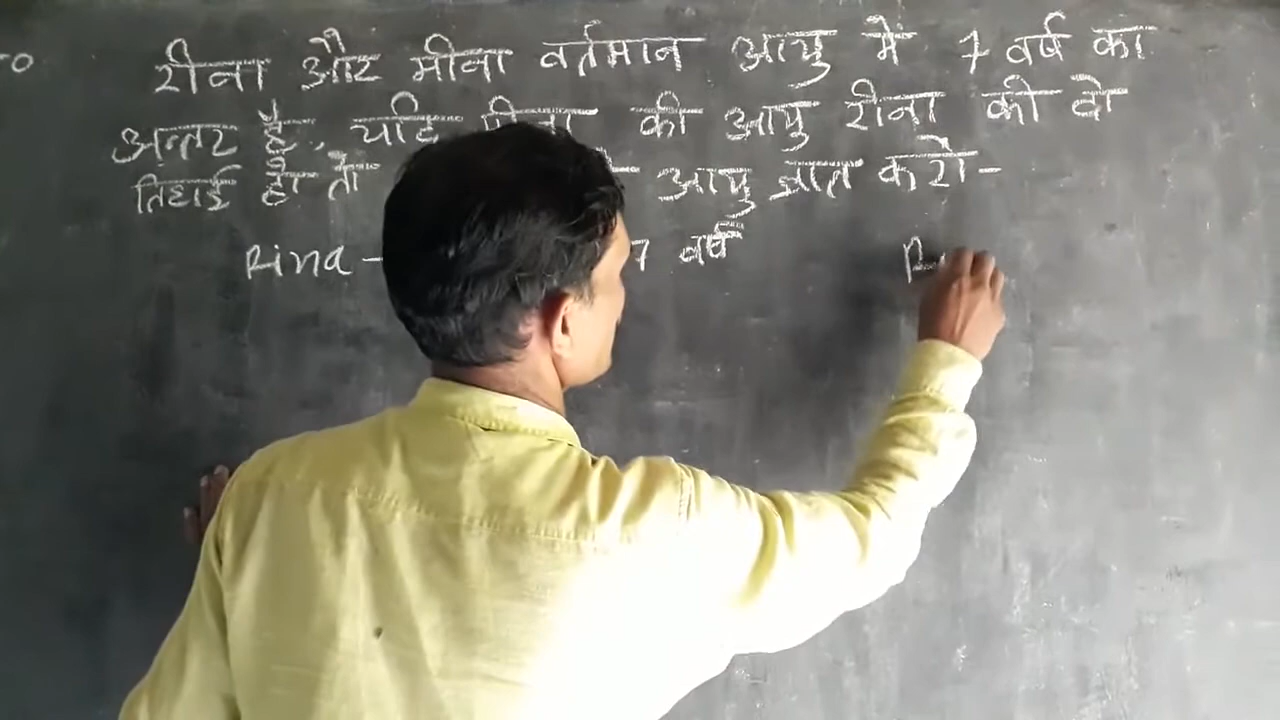 रीना और मीना वर्तमान आयु में 7 वर्ष का
अन्तर है, यदि मीना की आयु रीना की दो
तिहाई हो तो आयु ज्ञात करो-
Rina - 7 वर्ष